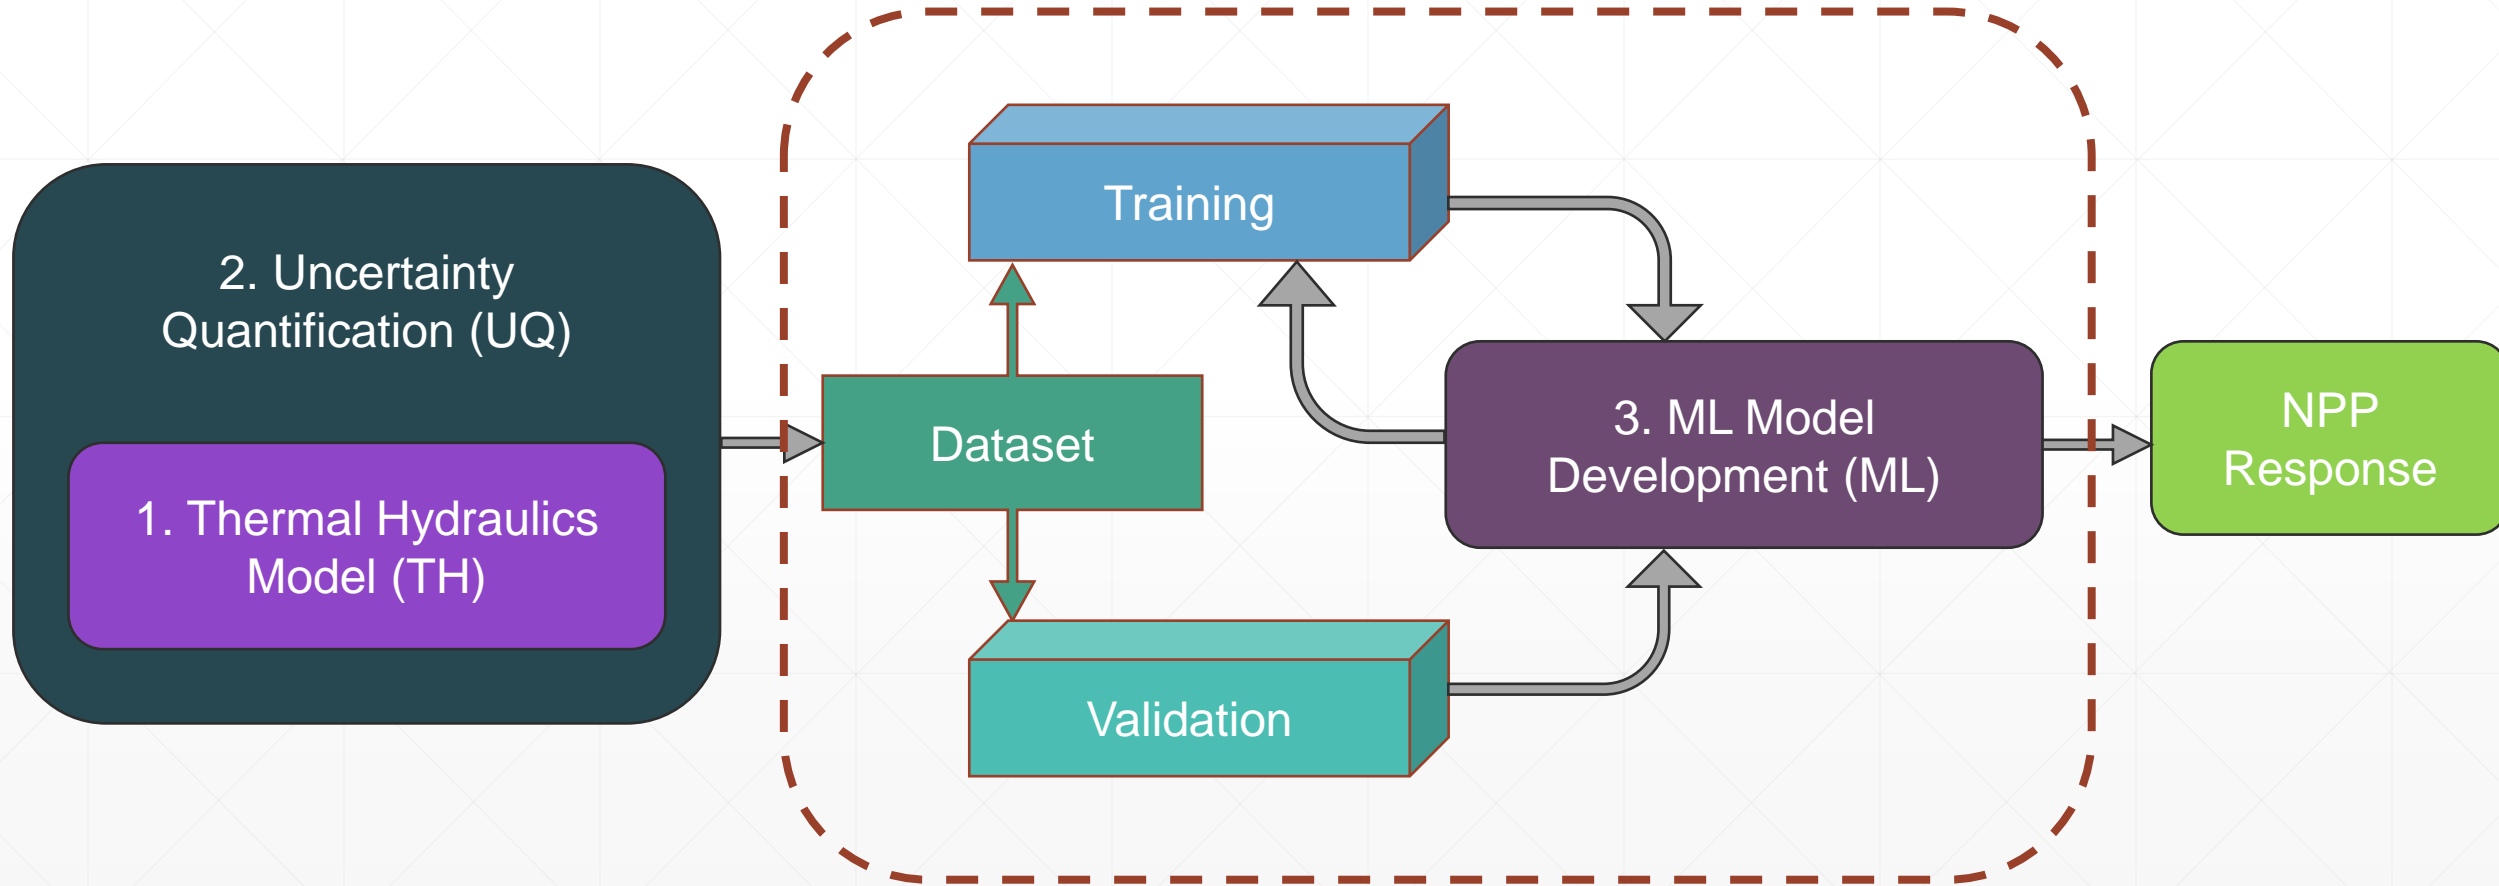 2. Uncertainty
Quantification (UQ)
1. Thermal Hydraulics
Model (TH)
Dataset
Training
Validation
3. ML Model
Development (ML)
NPP
Response